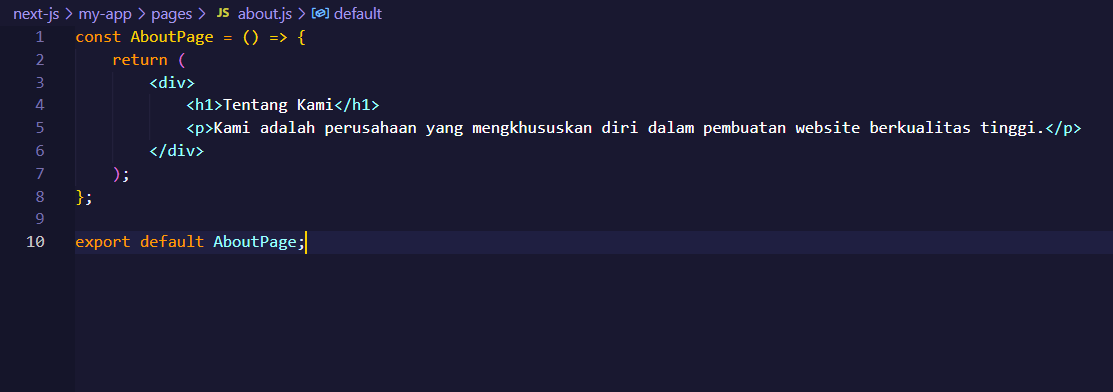 next-js > my-app > pages > JS about.js > default
1 const AboutPage = () => {
2 return (
3 <div>
4 <h1>Tentang Kami</h1>
5 <p>Kami adalah perusahaan yang mengkhususkan diri dalam pembuatan website berkualitas tinggi.</p>
6 </div>
7 );
8 };
9
10 export default AboutPage;